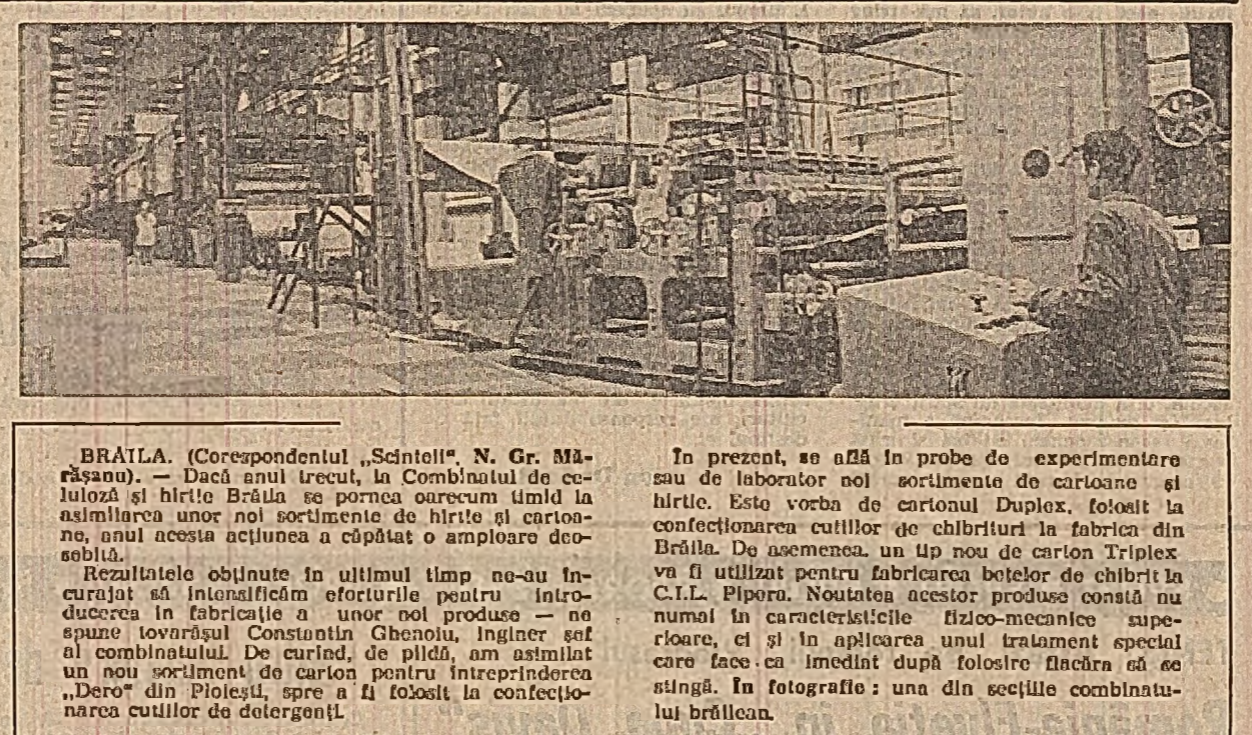 BRĂILA. (Corespondentul „Scînteii“, N. Gr. Mă-
rășanu). — Dacă anul trecut, la Combinatul de ce-
luloză și hîrtie Brăila se pornea oarecum timid la
asimilarea unor noi sortimente de hîrtie și cartoa-
ne, anul acesta acțiunea a căpătat o amploare deo-
sebită.
Rezultatele obținute în ultimul timp ne-au în-
curajat să intensificăm eforturile pentru intro-
ducerea în fabricație a unor noi produse — ne
spune tovarășul Constantin Ghenoiu, inginer șef
al combinatului. De curînd, de pildă, am asimilat
un nou sortiment de carton pentru întreprinderea
„Dero“ din Ploiești, spre a fi folosit la confecțio-
narea cutiilor de detergenți.
În prezent, se află în probe de experimentare
sau de laborator noi sortimente de cartoane și
hîrtie. Este vorba de cartonul Duplex, folosit la
confecționarea cutiilor de chibrituri la fabrica din
Brăila. De asemenea, un tip nou de carton Triplex
va fi utilizat pentru fabricarea bețelor de chibrit la
C.I.L. Pipera. Noutatea acestor produse constă nu
numai în caracteristicile fizico-mecanice supe-
rioare, ci și în aplicarea unui tratament special
care face ca imediat după folosire flacăra să se
stingă. În fotografie : una din secțiile combinatu-
lui brăilean.